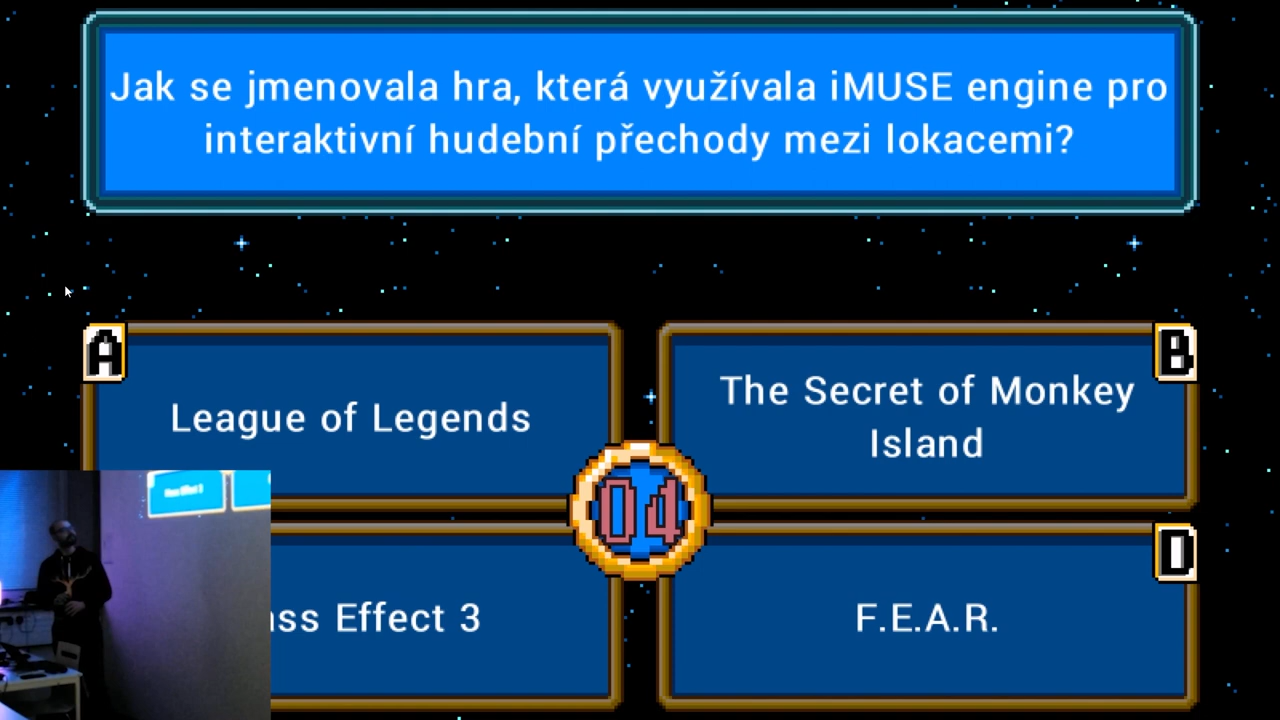 Jak se jmenovala hra, která využívala iMUSE engine pro
interaktivní hudební přechody mezi lokacemi?
A
League of Legends
B
The Secret of Monkey
Island
04
Effect 3
D
F.E.A.R.